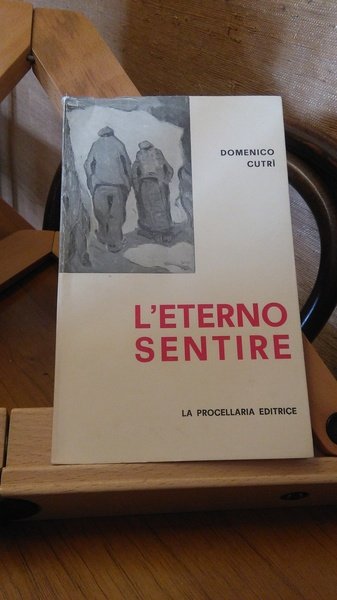 DOMENICO
CUTRÌ
L'ETERNO
SENTIRE
LA PROCELLARIA EDITRICE